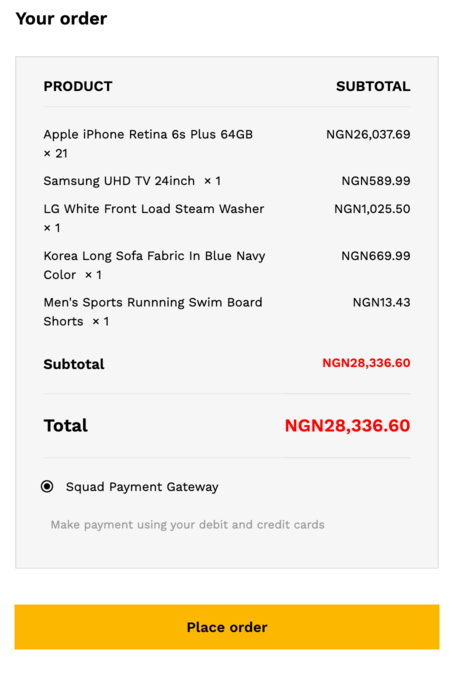 Your order
PRODUCT SUBTOTAL
Apple iPhone Retina 6s Plus 64GB NGN26,037.69
× 21
Samsung UHD TV 24inch × 1 NGN589.99
LG White Front Load Steam Washer NGN1,025.50
× 1
Korea Long Sofa Fabric In Blue Navy NGN669.99
Color × 1
Men's Sports Runnning Swim Board NGN13.43
Shorts × 1
Subtotal NGN28,336.60
Total NGN28,336.60
Squad Payment Gateway
Make payment using your debit and credit cards
Place order